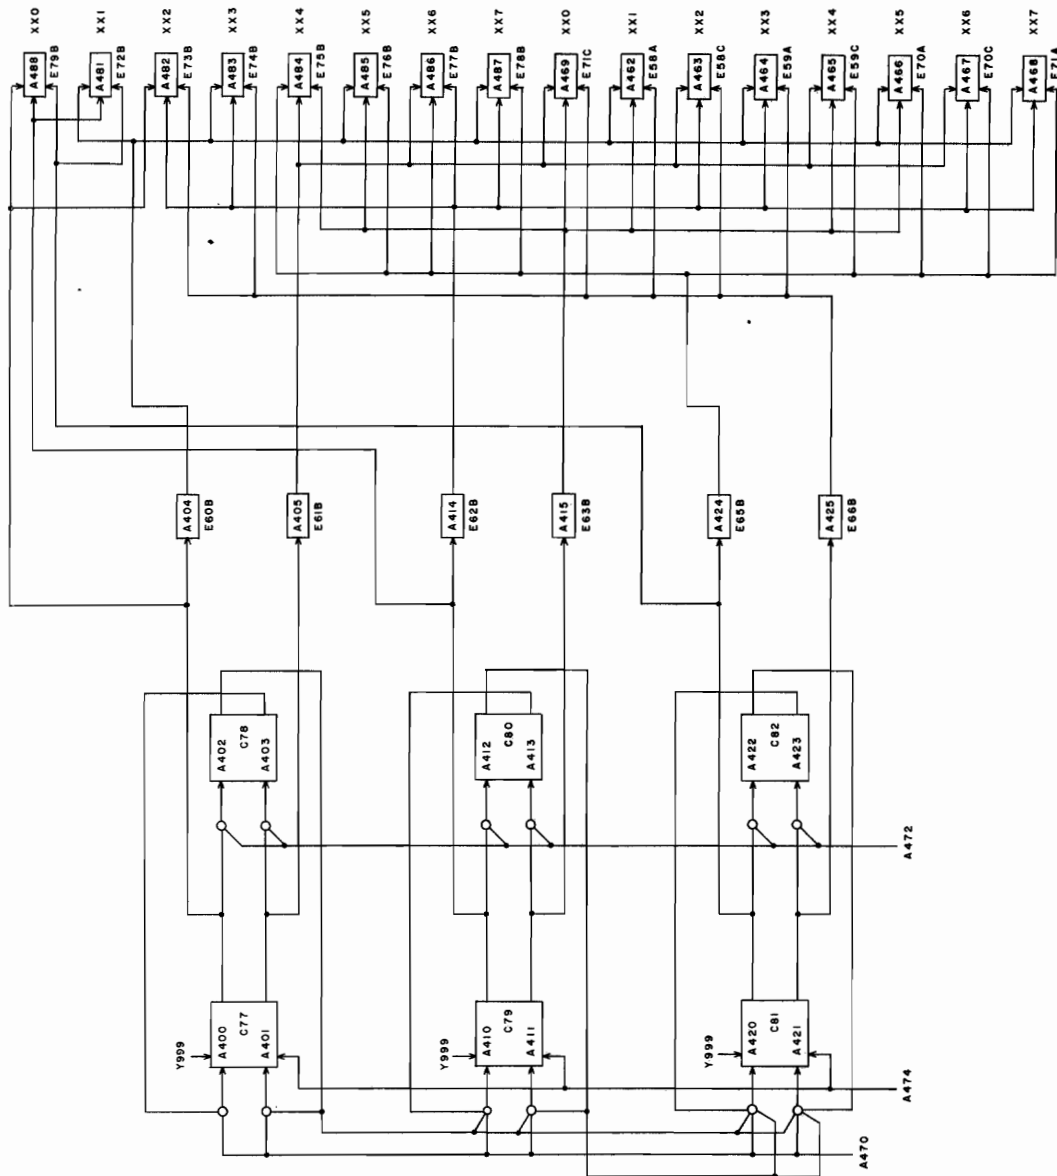 XX0
XX1
XX2
XX3
XX4
XX5
XX6
XX7
XX0
XX1
XX2
XX3
XX4
XX5
XX6
XX7
A488
E79B
A481
E72B
A482
E73B
A483
E74B
A484
E75B
A485
E76B
A486
E77B
A487
E78B
A469
E71C
A462
E58A
A463
E58C
A464
E59A
A465
E59C
A466
E70A
A467
E70C
A468
E71A
A404
E60B
A405
E61B
A414
E62B
A415
E63B
A424
E65B
A425
E66B
A402
C78
A403
A412
C80
A413
A422
C82
A423
A472
Y999
A400
C77
A401
Y999
A410
C79
A411
Y999
A420
C81
A421
A474
A470